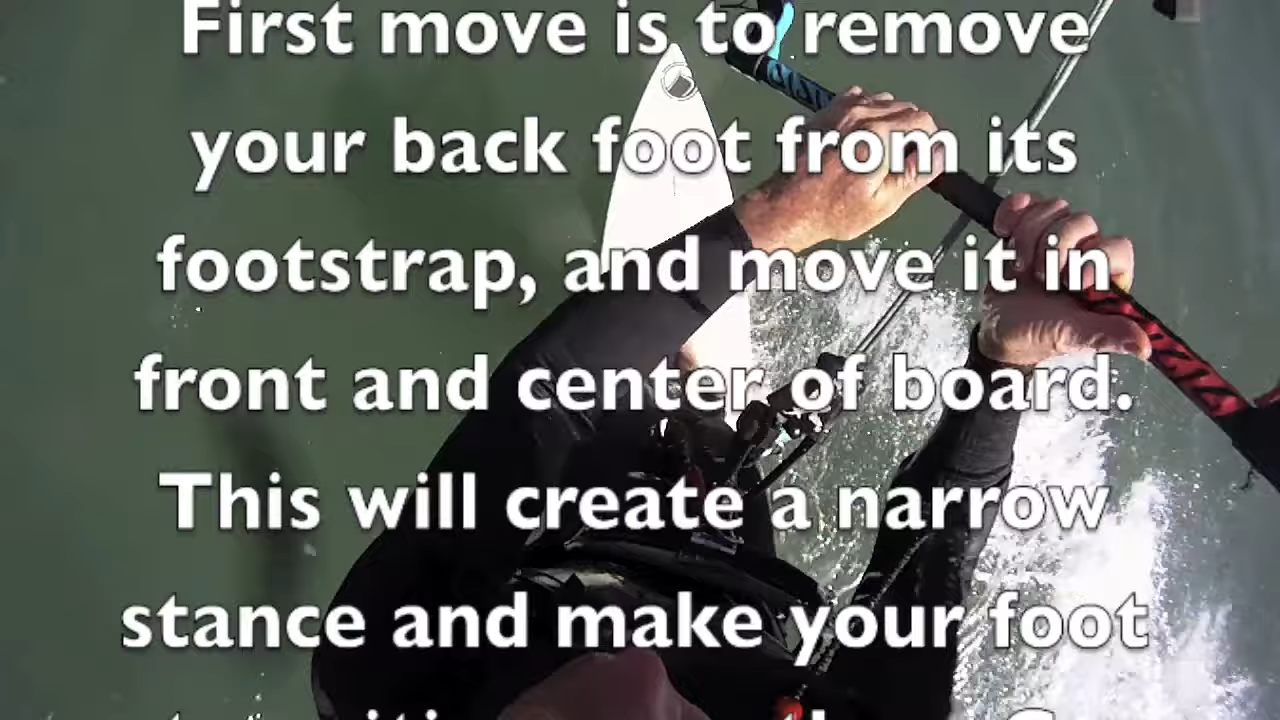 First move is to remove
your back foot from its
footstrap, and move it in
front and center of board.
This will create a narrow
stance and make your foot